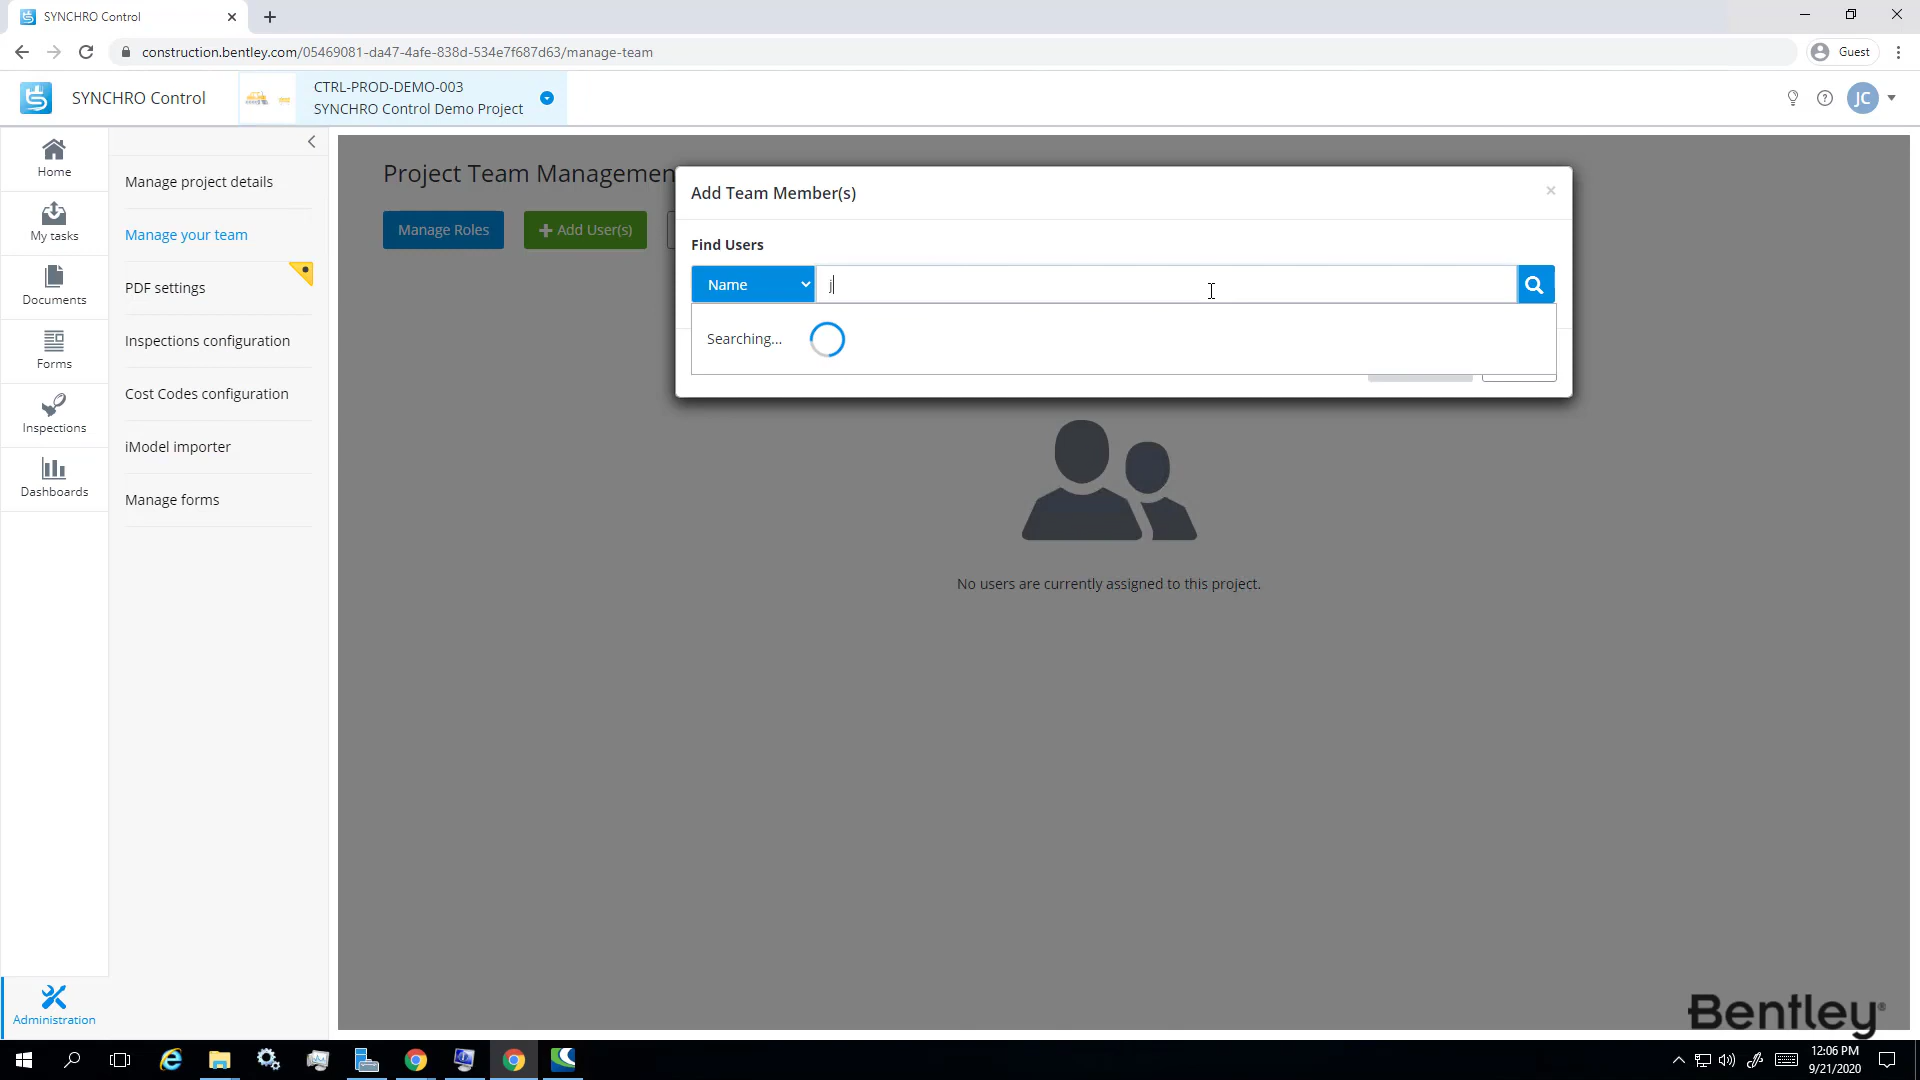 SYNCHRO Control
construction.bentley.com/05469081-da47-4afe-838d-534e7f687d63/manage-team
Guest
SYNCHRO Control
CTRL-PROD-DEMO-003
SYNCHRO Control Demo Project
JC
Home
My tasks
Documents
Forms
Inspections
Dashboards
Administration
Manage project details
Manage your team
PDF settings
Inspections configuration
Cost Codes configuration
iModel importer
Manage forms
Project Team Managemen
Manage Roles
Add User(s)
Add Team Member(s)
Find Users
Name
j
Searching...
No users are currently assigned to this project.
Bentley®
12:06 PM
9/21/2020